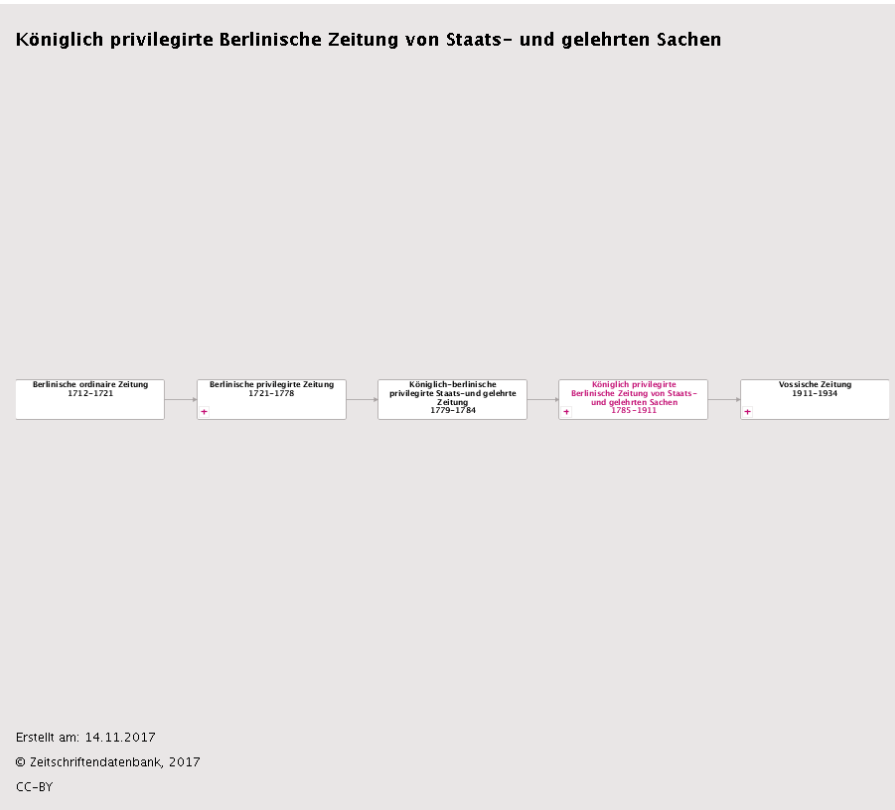 Königlich privilegirte Berlinische Zeitung von Staats- und gelehrten Sachen
Berlinische ordinaire Zeitung
1712-1721
Berlinische privilegirte Zeitung
1721-1778
+
Königlich-berlinische
privilegirte Staats-und gelehrte
Zeitung
1779-1784
Königlich privilegirte
Berlinische Zeitung von Staats-
und gelehrten Sachen
1785-1911
+
Vossische Zeitung
1911-1934
+
Erstellt am: 14.11.2017
© Zeitschriftendatenbank, 2017
CC-BY